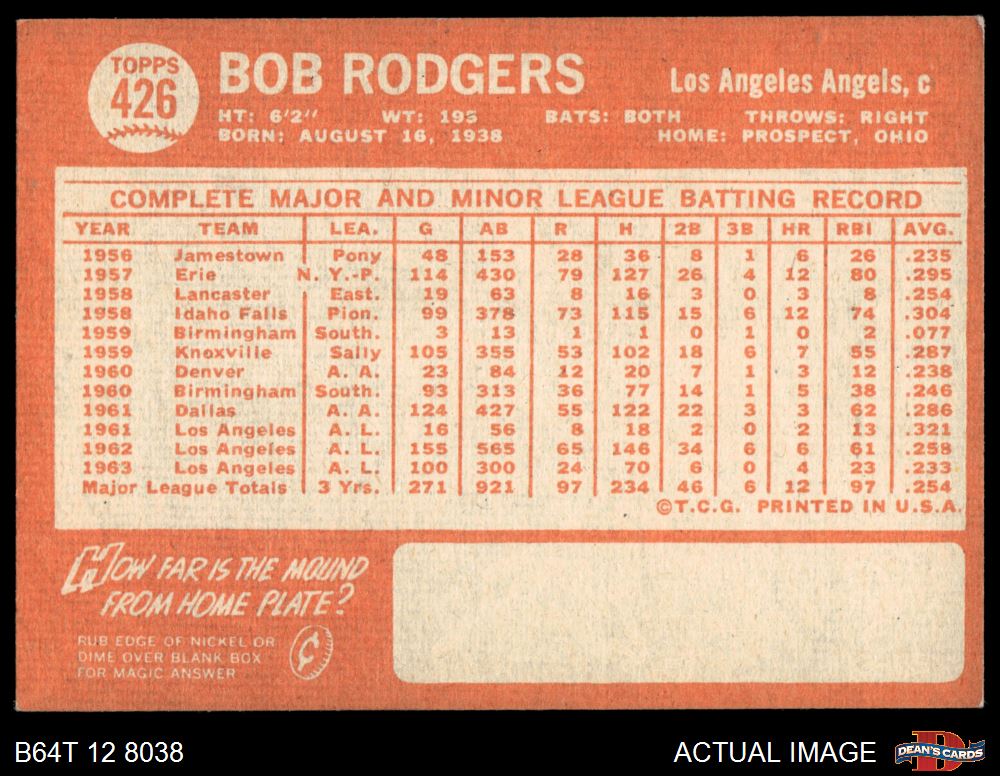 TOPPS
426
BOB RODGERS
Los Angeles Angels, c
HT: 6'2" WT: 195 BATS: BOTH THROWS: RIGHT
BORN: AUGUST 16, 1938 HOME: PROSPECT, OHIO
COMPLETE MAJOR AND MINOR LEAGUE BATTING RECORD
YEAR TEAM LEA. G AB R H 2B 3B HR RBI AVG.
1956 Jamestown Pony 48 153 28 36 8 1 6 26 .235
1957 Erie N. Y.-P. 114 430 79 127 26 4 12 80 .295
1958 Lancaster East. 19 63 8 16 3 0 3 8 .254
1958 Idaho Falls Pion. 99 378 73 115 15 6 12 74 .304
1959 Birmingham South. 3 13 1 1 0 1 0 2 .077
1959 Knoxville Sally 105 355 53 102 18 6 7 55 .287
1960 Denver A. A. 23 84 12 20 7 1 3 12 .238
1960 Birmingham South. 93 313 36 77 14 1 5 38 .246
1961 Dallas A. A. 124 427 55 122 22 3 3 62 .286
1961 Los Angeles A. L. 16 56 8 18 2 0 2 13 .321
1962 Los Angeles A. L. 155 565 65 146 34 6 6 61 .258
1963 Los Angeles A. L. 100 300 24 70 6 0 4 23 .233
Major League Totals 3 Yrs. 271 921 97 234 46 6 12 97 .254
©T.C.G. PRINTED IN U.S.A.
HOW FAR IS THE MOUND
FROM HOME PLATE?
RUB EDGE OF NICKEL OR
DIME OVER BLANK BOX
FOR MAGIC ANSWER
¢
B64T 12 8038
ACTUAL IMAGE
DEAN'S CARDS